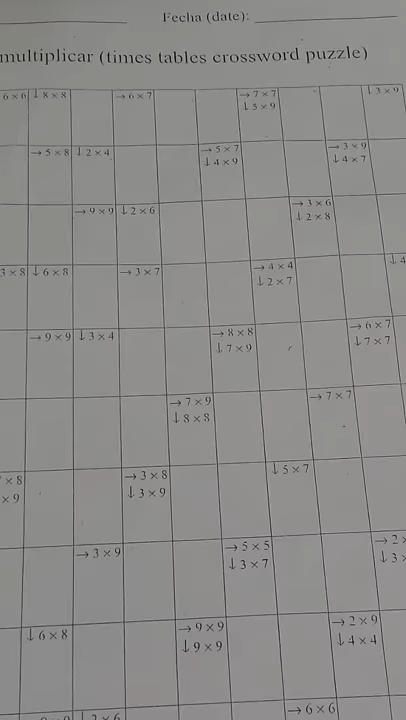 Fecha (date):
multiplicar (times tables crossword puzzle)
6 × 6 ↓ 8 × 8 → 6 × 7 → 7 × 7 ↓ 3 × 9
↓ 5 × 9
→ 5 × 8 ↓ 2 × 4 → 5 × 7 → 3 × 9
↓ 4 × 9 ↓ 4 × 7
→ 9 × 9 ↓ 2 × 6 → 3 × 6
↓ 2 × 8
3 × 8 ↓ 6 × 8 → 3 × 7 → 4 × 4 ↓ 4
↓ 2 × 7
→ 9 × 9 ↓ 3 × 4 → 8 × 8 → 6 × 7
↓ 7 × 9 ↓ 7 × 7
→ 7 × 9 → 7 × 7
↓ 8 × 8
× 8 → 3 × 8 ↓ 5 × 7
× 9 ↓ 3 × 9
→ 3 × 9 → 5 × 5 → 2 ×
↓ 3 × 7 ↓ 3 ×
↓ 6 × 8 → 9 × 9 → 2 × 9
↓ 9 × 9 ↓ 4 × 4
→ 6 × 6